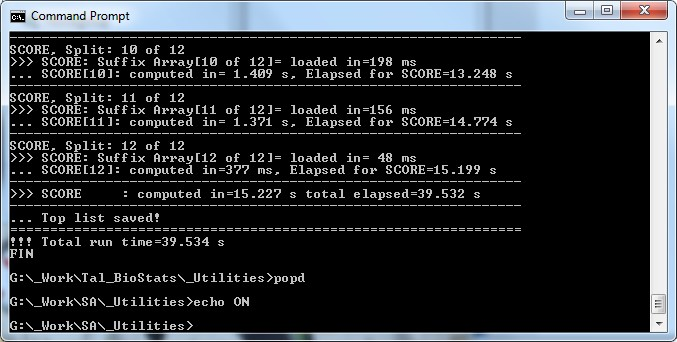 Command Prompt
--------------------------------------------------------------
SCORE, Split: 10 of 12
>>> SCORE: Suffix Array[10 of 12]= loaded in=198 ms
... SCORE[10]: computed in= 1.409 s, Elapsed for SCORE=13.248 s
--------------------------------------------------------------
SCORE, Split: 11 of 12
>>> SCORE: Suffix Array[11 of 12]= loaded in=156 ms
... SCORE[11]: computed in= 1.371 s, Elapsed for SCORE=14.774 s
--------------------------------------------------------------
SCORE, Split: 12 of 12
>>> SCORE: Suffix Array[12 of 12]= loaded in= 48 ms
... SCORE[12]: computed in=377 ms, Elapsed for SCORE=15.199 s
--------------------------------------------------------------
>>> SCORE     : computed in=15.227 s total elapsed=39.532 s
--------------------------------------------------------------
... Top list saved!
==============================================================
!!! Total run time=39.534 s
FIN
G:\_Work\Tal_BioStats\_Utilities>popd
G:\_Work\SA\_Utilities>echo ON
G:\_Work\SA\_Utilities>